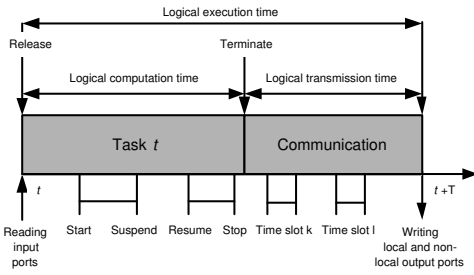 Logical execution time
Release
Terminate
Logical computation time
Logical transmission time
Task t
Communication
t
t +T
Reading
input
ports
Start
Suspend
Resume
Stop
Time slot k
Time slot l
Writing
local and non-
local output ports